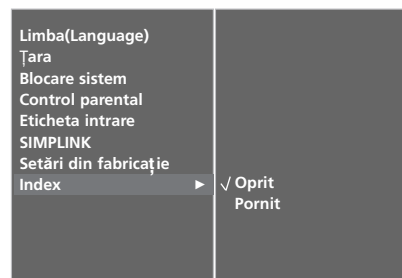 Limba(Language)
Țara
Blocare sistem
Control parental
Eticheta intrare
SIMPLINK
Setări din fabricație
Index ► √ Oprit
Pornit